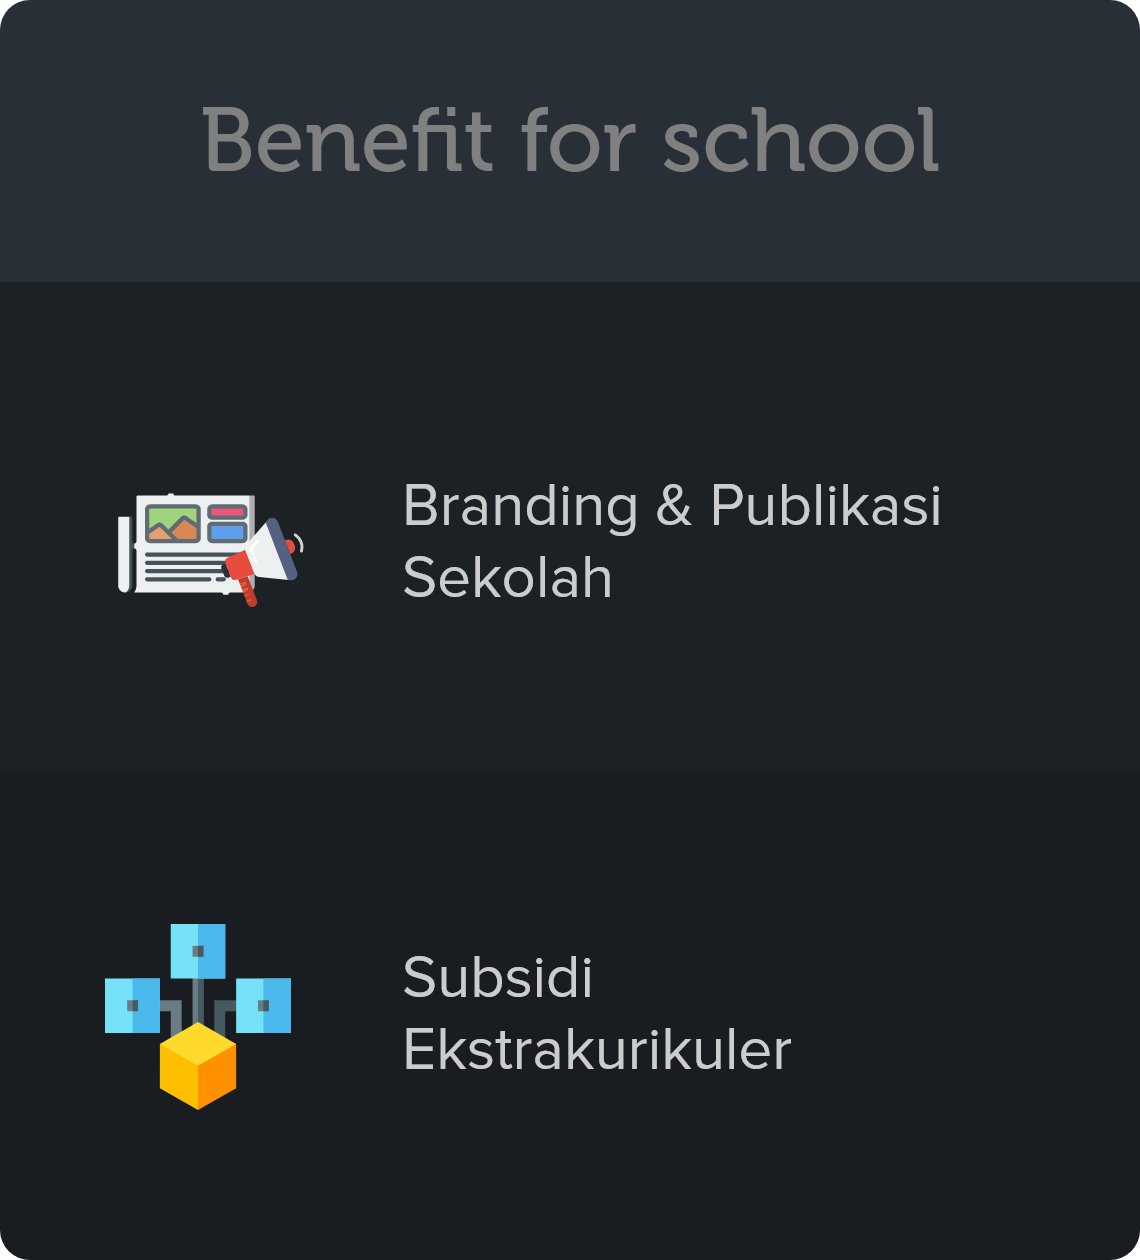 Benefit for school
Branding & Publikasi
Sekolah
Subsidi
Ekstrakurikuler